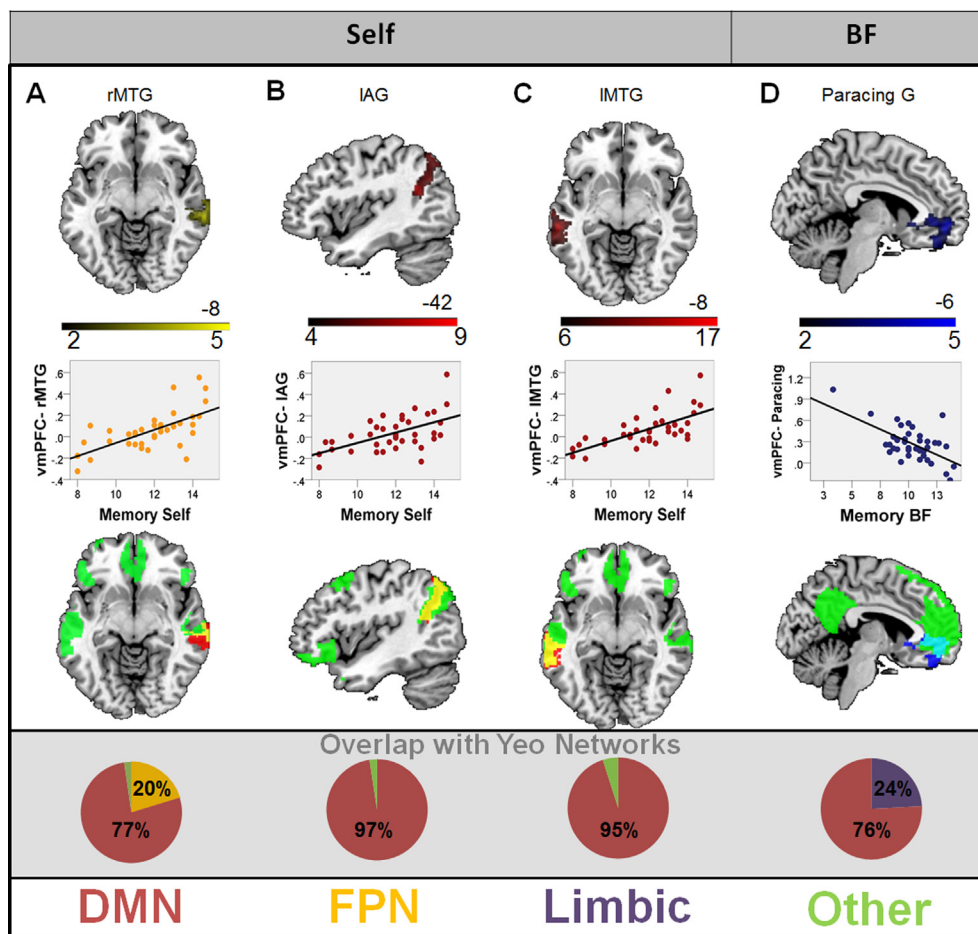 Self BF
A rMTG B lAG C lMTG D Paracing G
-8 -42 -8 -6
2 5 4 9 6 17 2 5
vmPFC- rMTG
.6
.4
.2
.0
-.2
-.4
8 10 12 14
Memory Self
vmPFC- lAG
.6
.4
.2
.0
-.2
-.4
8 10 12 14
Memory Self
vmPFC- lMTG
.6
.4
.2
.0
-.2
-.4
8 10 12 14
Memory Self
vmPFC- Paracing
1.2
.9
.6
.3
.0
3 5 8 10 13
Memory BF
Overlap with Yeo Networks
20% 77% 97% 95% 24% 76%
DMN FPN Limbic Other